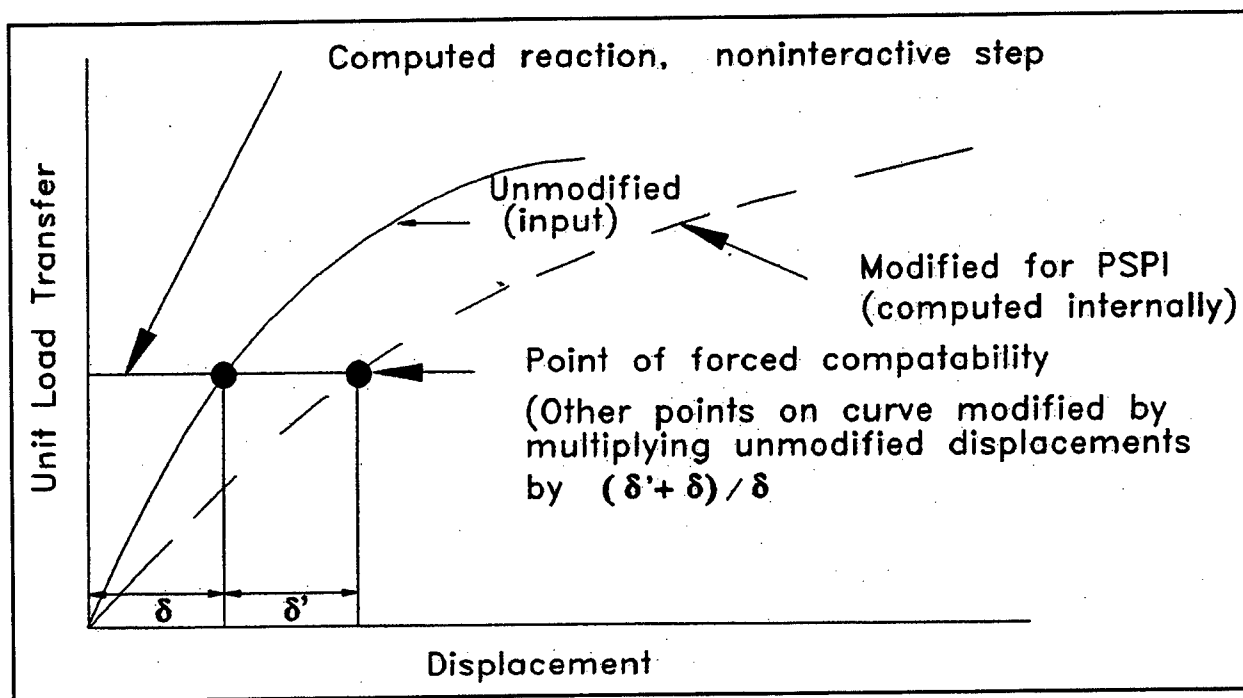 Computed reaction, noninteractive step
Unit Load Transfer
Unmodified
(input)
Modified for PSPI
(computed internally)
Point of forced compatability
(Other points on curve modified by
multiplying unmodified displacements
by (δ'+ δ) / δ
δ
δ'
Displacement